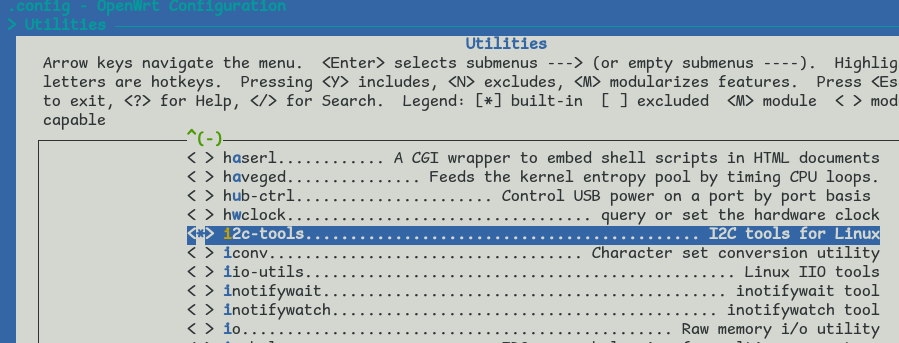 .config - OpenWrt Configuration
> Utilities
Utilities
Arrow keys navigate the menu.  <Enter> selects submenus ---> (or empty submenus ----).  Highlig
letters are hotkeys.  Pressing <Y> includes, <N> excludes, <M> modularizes features.  Press <Es
to exit, <?> for Help, </> for Search.  Legend: [*] built-in  [ ] excluded  <M> module  < > mod
capable
^(-)
< > haserl............ A CGI wrapper to embed shell scripts in HTML documents
< > haveged............... Feeds the kernel entropy pool by timing CPU loops.
< > hub-ctrl......................... Control USB power on a port by port basis
< > hwclock.................................. query or set the hardware clock
<*> i2c-tools........................................... I2C tools for Linux
< > iconv................................... Character set conversion utility
< > iio-utils............................................... Linux IIO tools
< > inotifywait............................................. inotifywait tool
< > inotifywatch........................................... inotifywatch tool
< > io................................................ Raw memory i/o utility